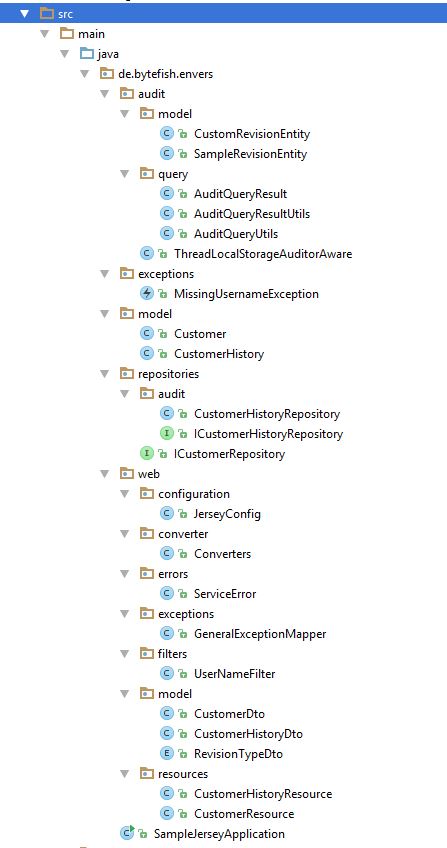 src
main
java
de.bytefish.envers
audit
model
CustomRevisionEntity
SampleRevisionEntity
query
AuditQueryResult
AuditQueryResultUtils
AuditQueryUtils
ThreadLocalStorageAuditorAware
exceptions
MissingUsernameException
model
Customer
CustomerHistory
repositories
audit
CustomerHistoryRepository
ICustomerHistoryRepository
ICustomerRepository
web
configuration
JerseyConfig
converter
Converters
errors
ServiceError
exceptions
GeneralExceptionMapper
filters
UserNameFilter
model
CustomerDto
CustomerHistoryDto
RevisionTypeDto
resources
CustomerHistoryResource
CustomerResource
SampleJerseyApplication